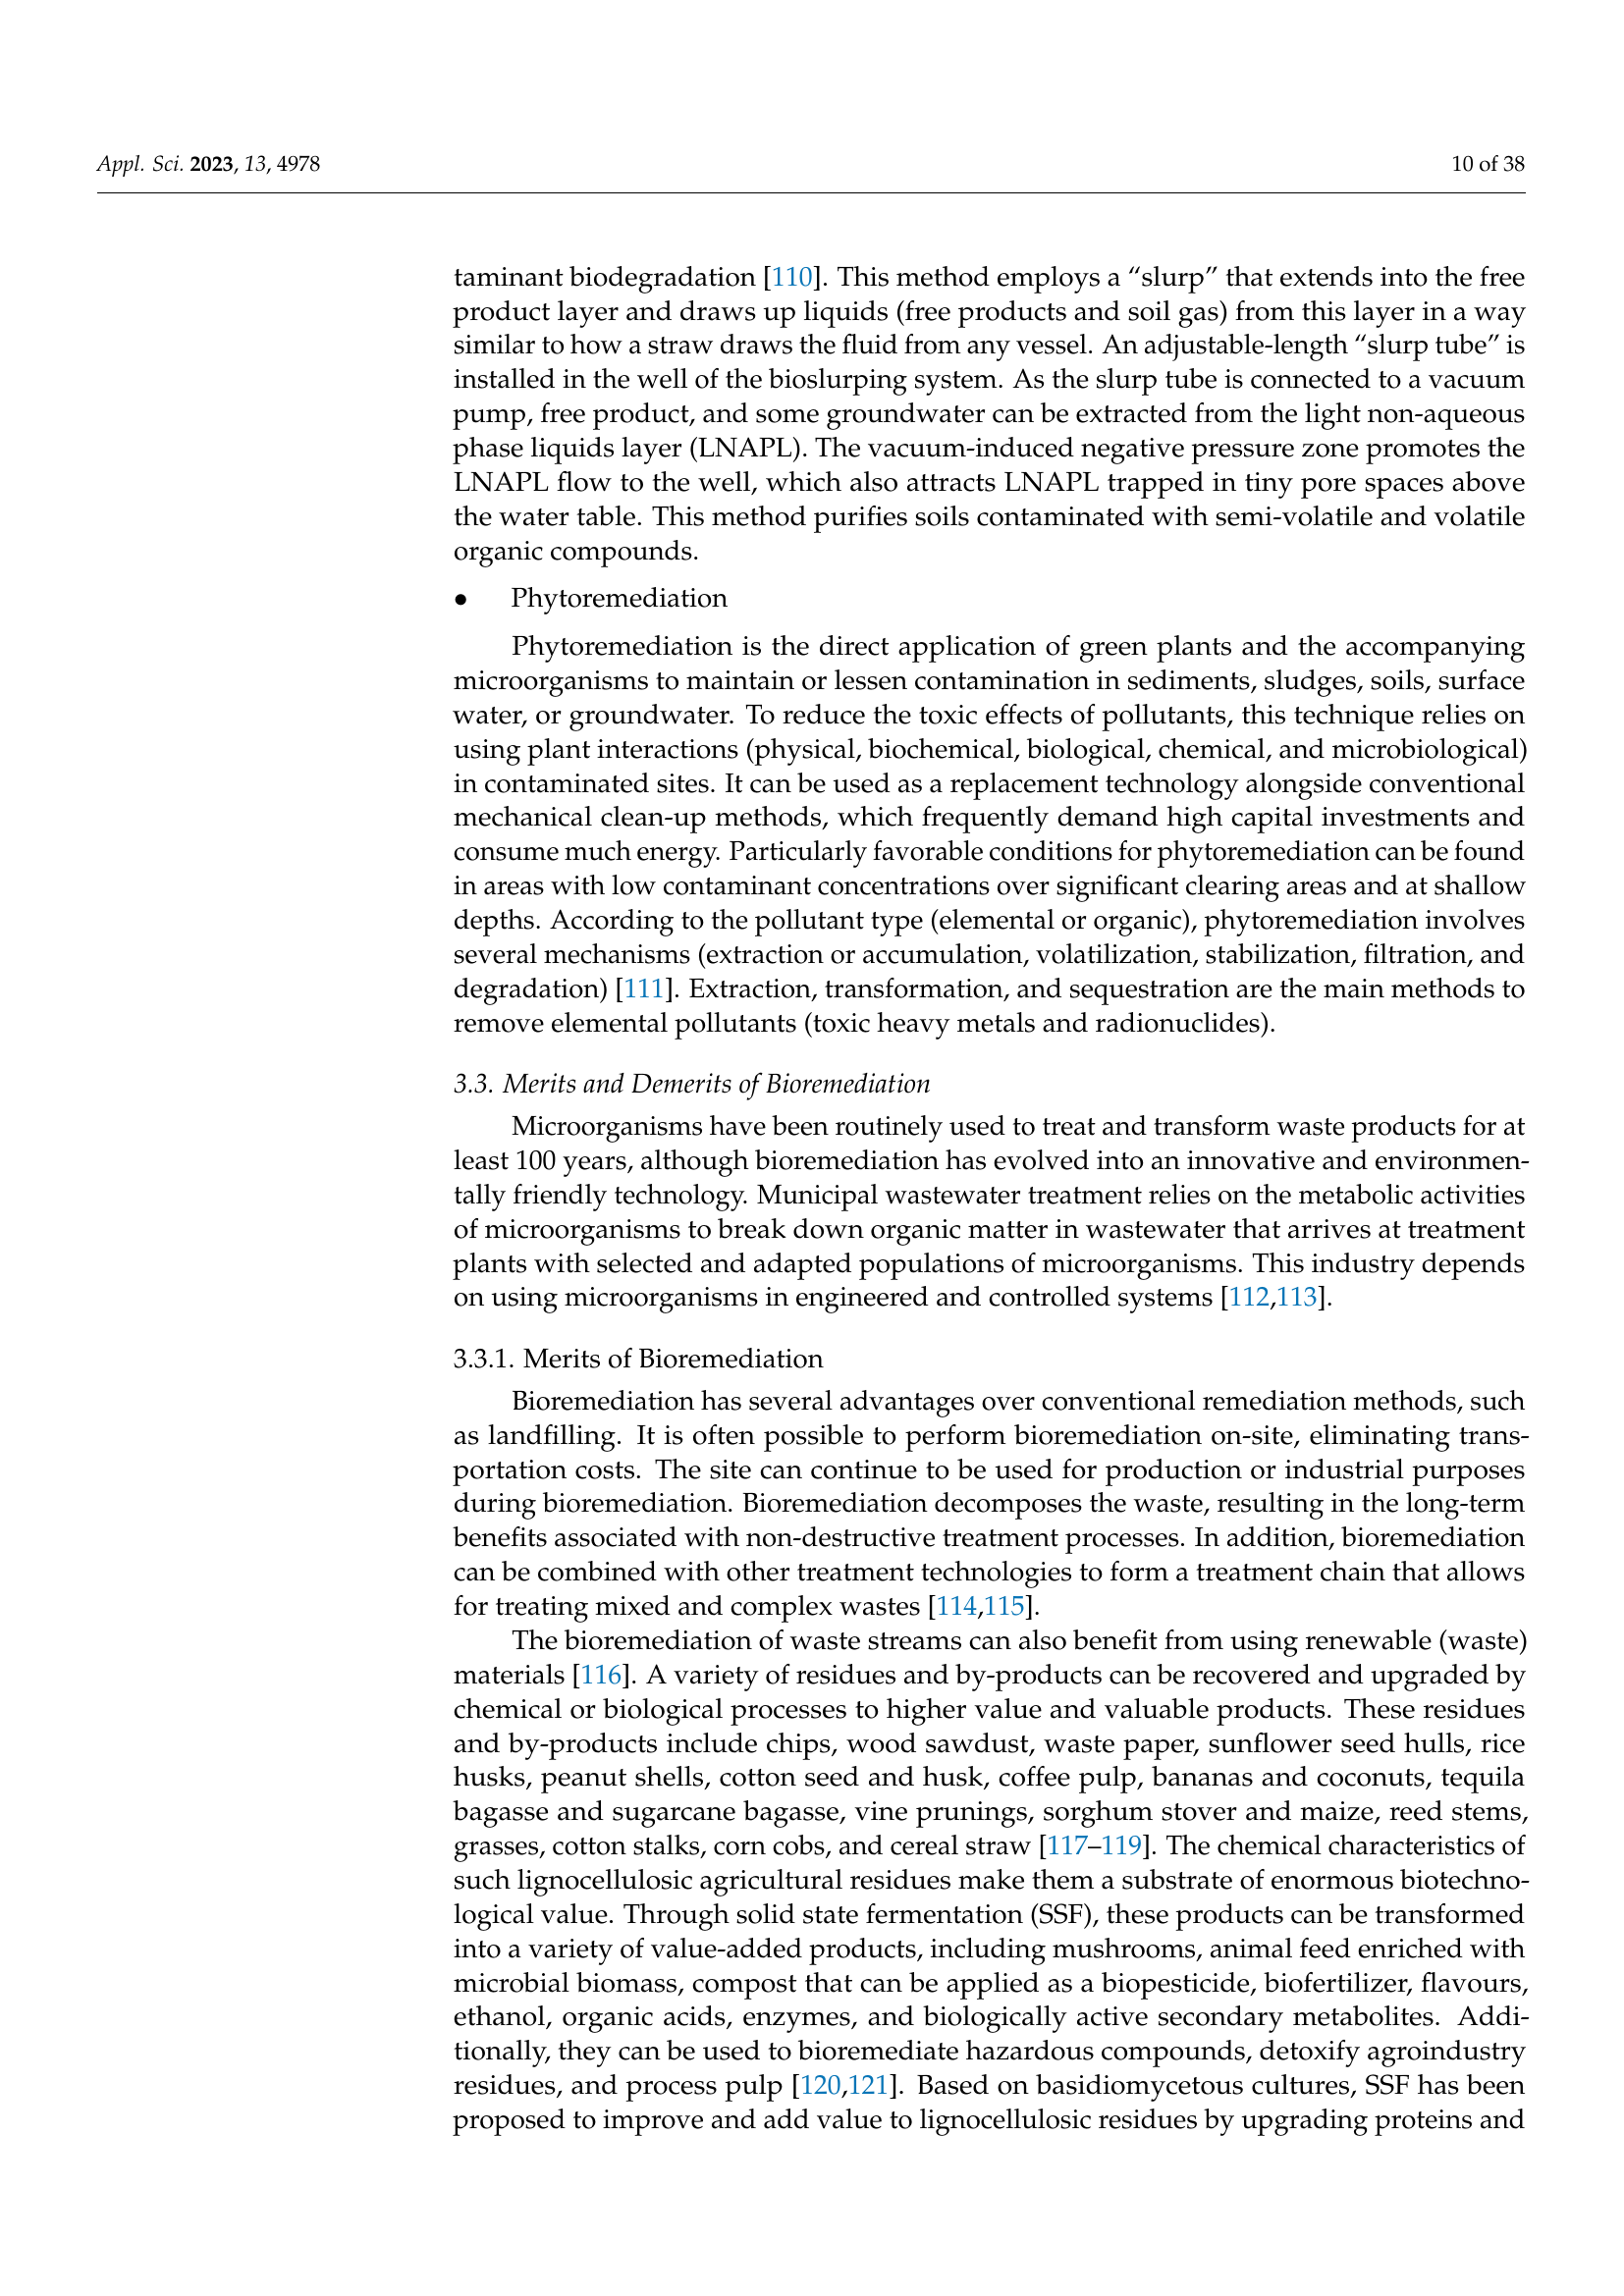 Appl. Sci. 2023, 13, 4978
10 of 38
taminant biodegradation [110]. This method employs a “slurp” that extends into the free
product layer and draws up liquids (free products and soil gas) from this layer in a way
similar to how a straw draws the fluid from any vessel. An adjustable-length “slurp tube” is
installed in the well of the bioslurping system. As the slurp tube is connected to a vacuum
pump, free product, and some groundwater can be extracted from the light non-aqueous
phase liquids layer (LNAPL). The vacuum-induced negative pressure zone promotes the
LNAPL flow to the well, which also attracts LNAPL trapped in tiny pore spaces above
the water table. This method purifies soils contaminated with semi-volatile and volatile
organic compounds.
• Phytoremediation
Phytoremediation is the direct application of green plants and the accompanying
microorganisms to maintain or lessen contamination in sediments, sludges, soils, surface
water, or groundwater. To reduce the toxic effects of pollutants, this technique relies on
using plant interactions (physical, biochemical, biological, chemical, and microbiological)
in contaminated sites. It can be used as a replacement technology alongside conventional
mechanical clean-up methods, which frequently demand high capital investments and
consume much energy. Particularly favorable conditions for phytoremediation can be found
in areas with low contaminant concentrations over significant clearing areas and at shallow
depths. According to the pollutant type (elemental or organic), phytoremediation involves
several mechanisms (extraction or accumulation, volatilization, stabilization, filtration, and
degradation) [111]. Extraction, transformation, and sequestration are the main methods to
remove elemental pollutants (toxic heavy metals and radionuclides).
3.3. Merits and Demerits of Bioremediation
Microorganisms have been routinely used to treat and transform waste products for at
least 100 years, although bioremediation has evolved into an innovative and environmen-
tally friendly technology. Municipal wastewater treatment relies on the metabolic activities
of microorganisms to break down organic matter in wastewater that arrives at treatment
plants with selected and adapted populations of microorganisms. This industry depends
on using microorganisms in engineered and controlled systems [112,113].
3.3.1. Merits of Bioremediation
Bioremediation has several advantages over conventional remediation methods, such
as landfilling. It is often possible to perform bioremediation on-site, eliminating trans-
portation costs. The site can continue to be used for production or industrial purposes
during bioremediation. Bioremediation decomposes the waste, resulting in the long-term
benefits associated with non-destructive treatment processes. In addition, bioremediation
can be combined with other treatment technologies to form a treatment chain that allows
for treating mixed and complex wastes [114,115].
The bioremediation of waste streams can also benefit from using renewable (waste)
materials [116]. A variety of residues and by-products can be recovered and upgraded by
chemical or biological processes to higher value and valuable products. These residues
and by-products include chips, wood sawdust, waste paper, sunflower seed hulls, rice
husks, peanut shells, cotton seed and husk, coffee pulp, bananas and coconuts, tequila
bagasse and sugarcane bagasse, vine prunings, sorghum stover and maize, reed stems,
grasses, cotton stalks, corn cobs, and cereal straw [117–119]. The chemical characteristics of
such lignocellulosic agricultural residues make them a substrate of enormous biotechno-
logical value. Through solid state fermentation (SSF), these products can be transformed
into a variety of value-added products, including mushrooms, animal feed enriched with
microbial biomass, compost that can be applied as a biopesticide, biofertilizer, flavours,
ethanol, organic acids, enzymes, and biologically active secondary metabolites. Addi-
tionally, they can be used to bioremediate hazardous compounds, detoxify agroindustry
residues, and process pulp [120,121]. Based on basidiomycetous cultures, SSF has been
proposed to improve and add value to lignocellulosic residues by upgrading proteins and